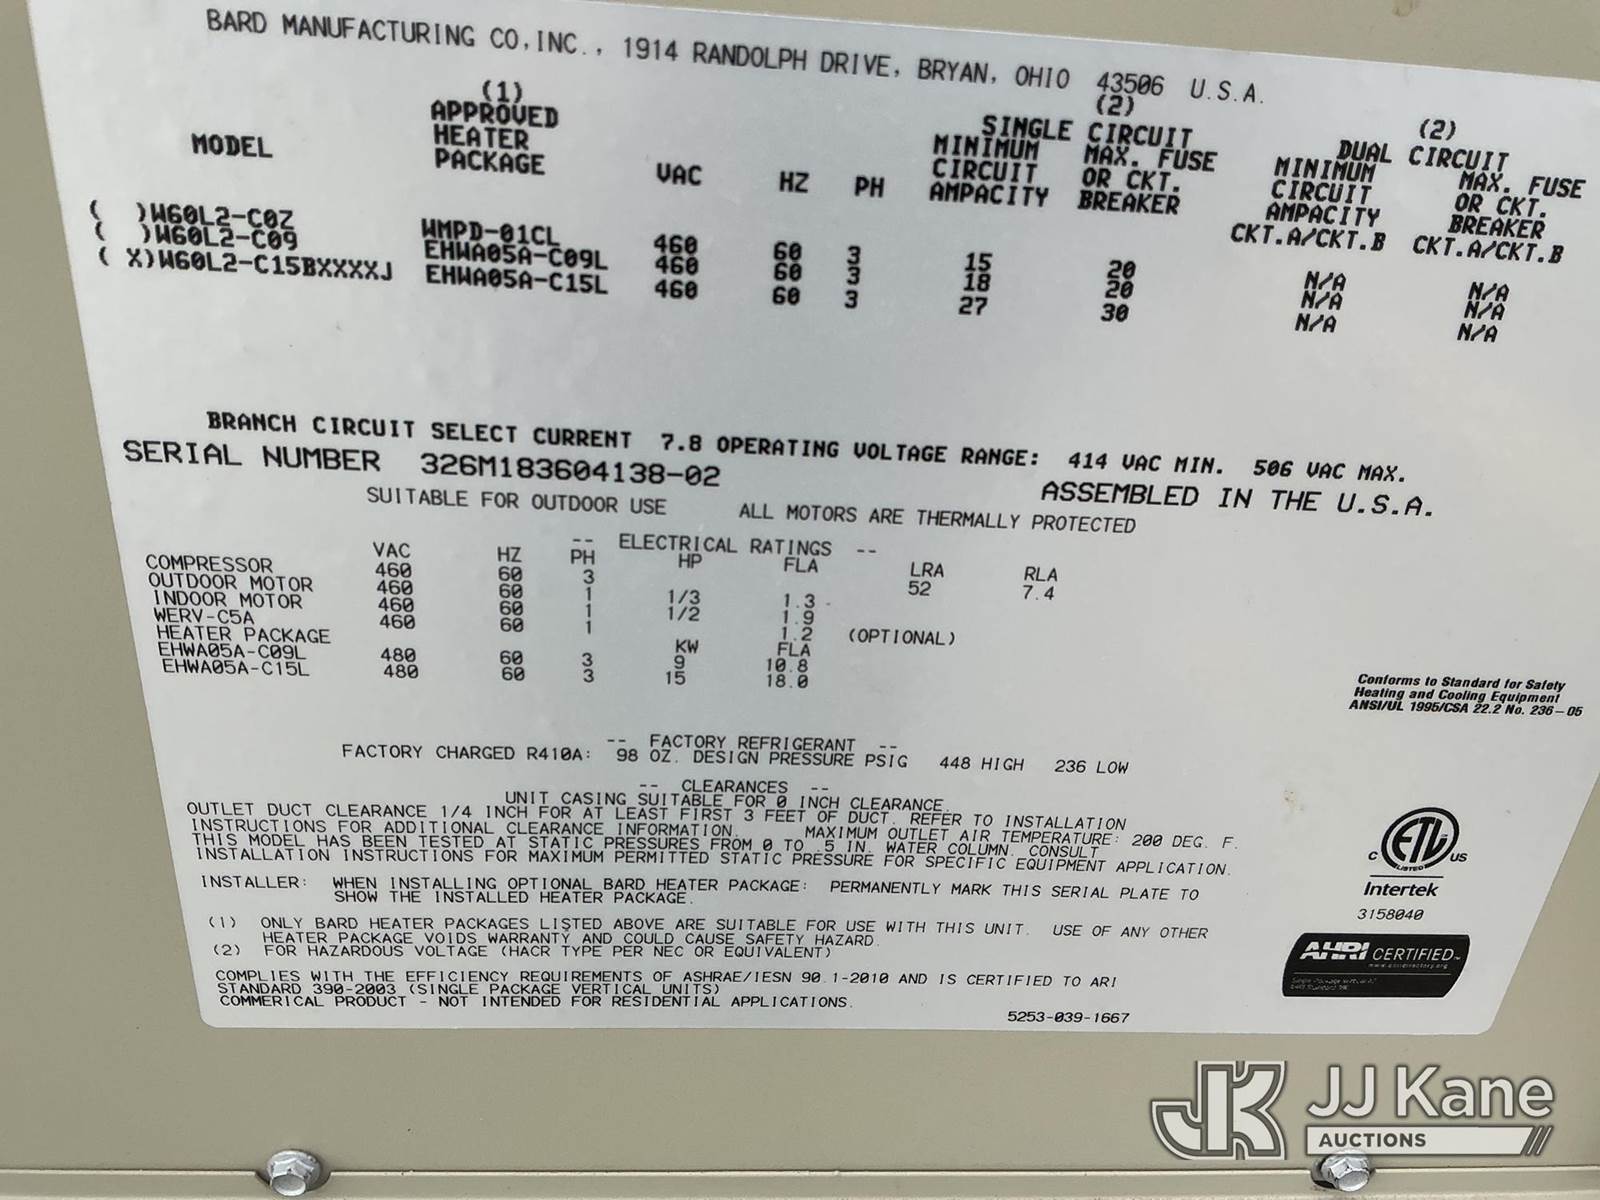 BARD MANUFACTURING CO,INC., 1914 RANDOLPH DRIVE, BRYAN, OHIO 43506 U.S.A.
MODEL (1) APPROVED HEATER PACKAGE VAC HZ PH SINGLE CIRCUIT MINIMUM CIRCUIT AMPACITY (2) MAX. FUSE OR CKT. BREAKER DUAL CIRCUIT MINIMUM CIRCUIT AMPACITY CKT.A/CKT.B (2) MAX. FUSE OR CKT. BREAKER CKT.A/CKT.B
( )W60L2-C0Z WMPD-01CL 460 60 3 15 20 N/A N/A
( )W60L2-C09 EHWA05A-C09L 460 60 3 18 20 N/A N/A
( X)W60L2-C15BXXXXJ EHWA05A-C15L 460 60 3 27 30 N/A N/A
BRANCH CIRCUIT SELECT CURRENT 7.8 OPERATING VOLTAGE RANGE: 414 VAC MIN. 506 VAC MAX.
SERIAL NUMBER 326M183604138-02 ASSEMBLED IN THE U.S.A.
SUITABLE FOR OUTDOOR USE ALL MOTORS ARE THERMALLY PROTECTED
-- ELECTRICAL RATINGS --
VAC HZ PH HP FLA LRA RLA
COMPRESSOR 460 60 3 52 7.4
OUTDOOR MOTOR 460 60 1 1/3 1.3
INDOOR MOTOR 460 60 1 1/2 1.9
WERV-C5A 460 60 1 1.2 (OPTIONAL)
HEATER PACKAGE KW FLA
EHWA05A-C09L 480 60 3 9 10.8
EHWA05A-C15L 480 60 3 15 18.0
Conforms to Standard for Safety
Heating and Cooling Equipment
ANSI/UL 1995/CSA 22.2 No. 236-05
-- FACTORY REFRIGERANT --
FACTORY CHARGED R410A: 98 OZ. DESIGN PRESSURE PSIG 448 HIGH 236 LOW
-- CLEARANCES --
UNIT CASING SUITABLE FOR 0 INCH CLEARANCE.
OUTLET DUCT CLEARANCE 1/4 INCH FOR AT LEAST FIRST 3 FEET OF DUCT. REFER TO INSTALLATION
INSTRUCTIONS FOR ADDITIONAL CLEARANCE INFORMATION. MAXIMUM OUTLET AIR TEMPERATURE: 200 DEG. F.
THIS MODEL HAS BEEN TESTED AT STATIC PRESSURES FROM 0 TO .5 IN. WATER COLUMN. CONSULT
INSTALLATION INSTRUCTIONS FOR MAXIMUM PERMITTED STATIC PRESSURE FOR SPECIFIC EQUIPMENT APPLICATION.
INSTALLER: WHEN INSTALLING OPTIONAL BARD HEATER PACKAGE: PERMANENTLY MARK THIS SERIAL PLATE TO
SHOW THE INSTALLED HEATER PACKAGE.
(1) ONLY BARD HEATER PACKAGES LISTED ABOVE ARE SUITABLE FOR USE WITH THIS UNIT. USE OF ANY OTHER
HEATER PACKAGE VOIDS WARRANTY AND COULD CAUSE SAFETY HAZARD.
(2) FOR HAZARDOUS VOLTAGE (HACR TYPE PER NEC OR EQUIVALENT)
COMPLIES WITH THE EFFICIENCY REQUIREMENTS OF ASHRAE/IESN 90.1-2010 AND IS CERTIFIED TO ARI
STANDARD 390-2003 (SINGLE PACKAGE VERTICAL UNITS)
COMMERICAL PRODUCT - NOT INTENDED FOR RESIDENTIAL APPLICATIONS.
5253-039-1667
C ETL US
LISTED
Intertek
3158040
AHRI CERTIFIED™
www.ahridirectory.org
JK JJ Kane
AUCTIONS